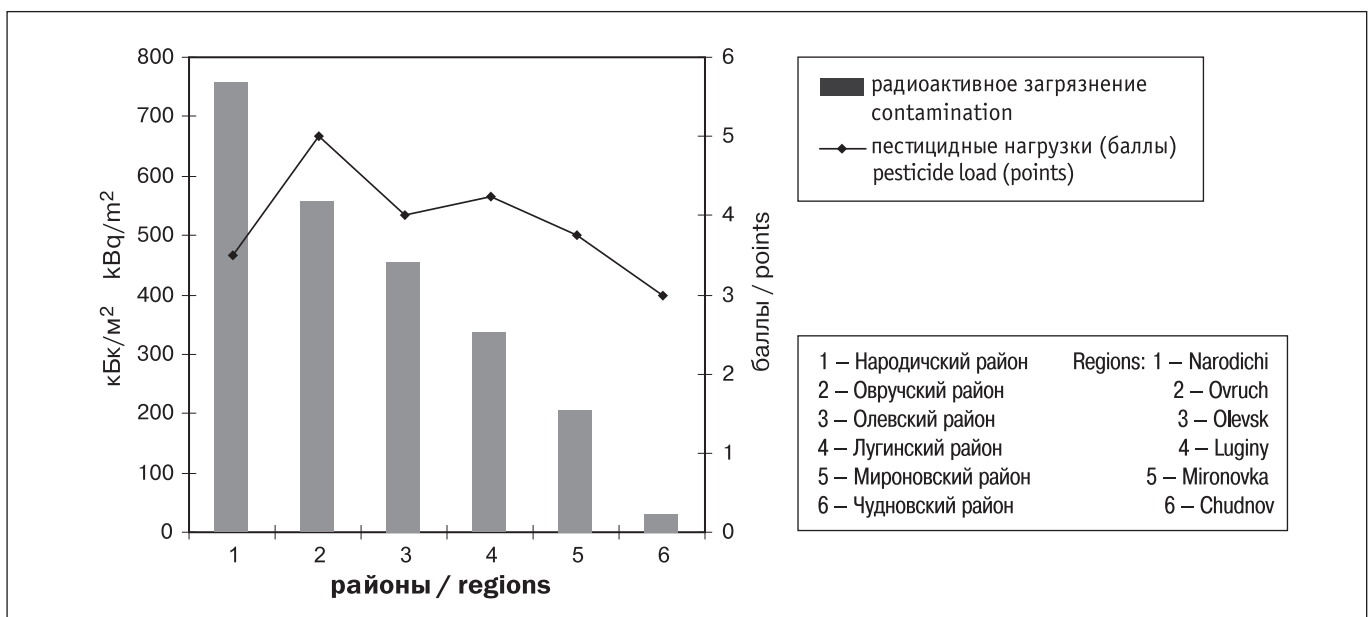 800
700
600
500
400
300
200
100
0
кБк/м² kBq/m²
6
5
4
3
2
1
0
баллы / points
1 2 3 4 5 6
районы / regions
радиоактивное загрязнение
contamination
пестицидные нагрузки (баллы)
pesticide load (points)
1 – Народичский район Regions: 1 – Narodichi
2 – Овручский район 2 – Ovruch
3 – Олевский район 3 – Olevsk
4 – Лугинский район 4 – Luginy
5 – Мироновский район 5 – Mironovka
6 – Чудновский район 6 – Chudnov